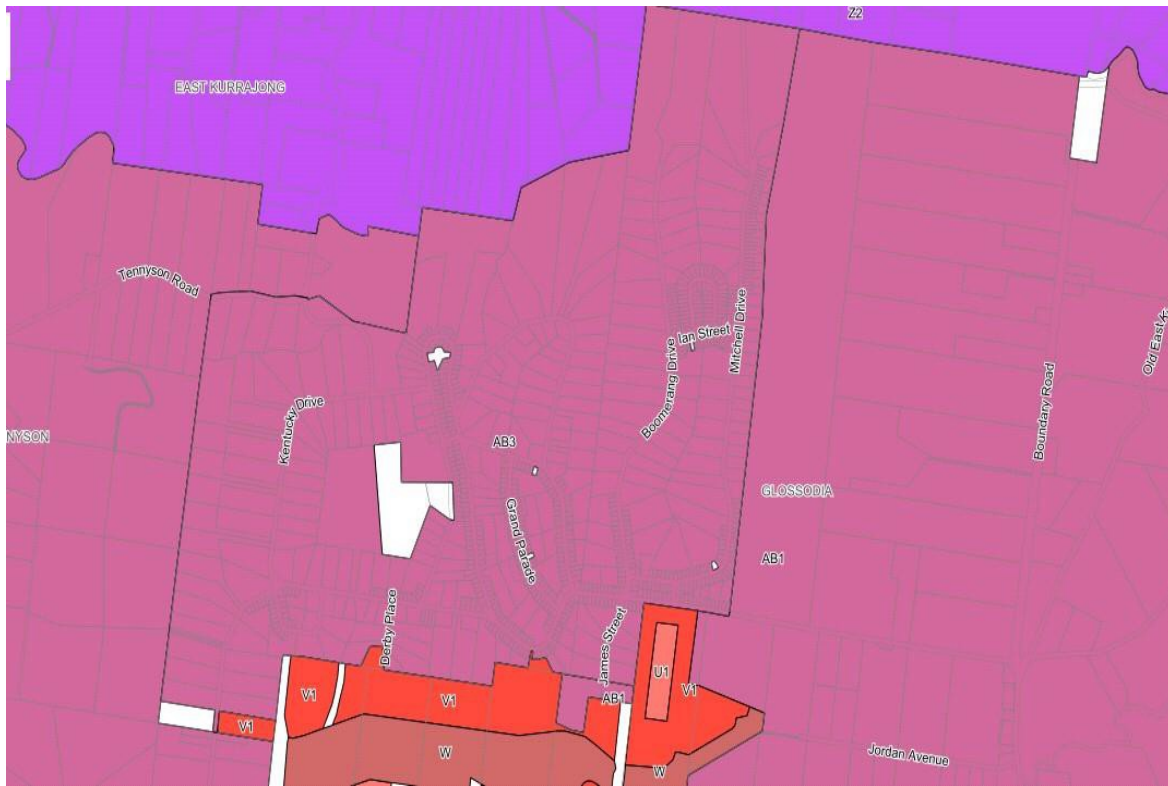 Z2
EAST KURRAJONG
Tennyson Road
Ian Street
Mitchell Drive
Boomerang Drive
Kentucky Drive
NYSON
AB3
Boundary Road
Old East K
GLOSSODIA
Grand Parade
AB1
Derby Place
James Street
U1
V1
V1
V1
AB1
V1
W
Jordan Avenue
W